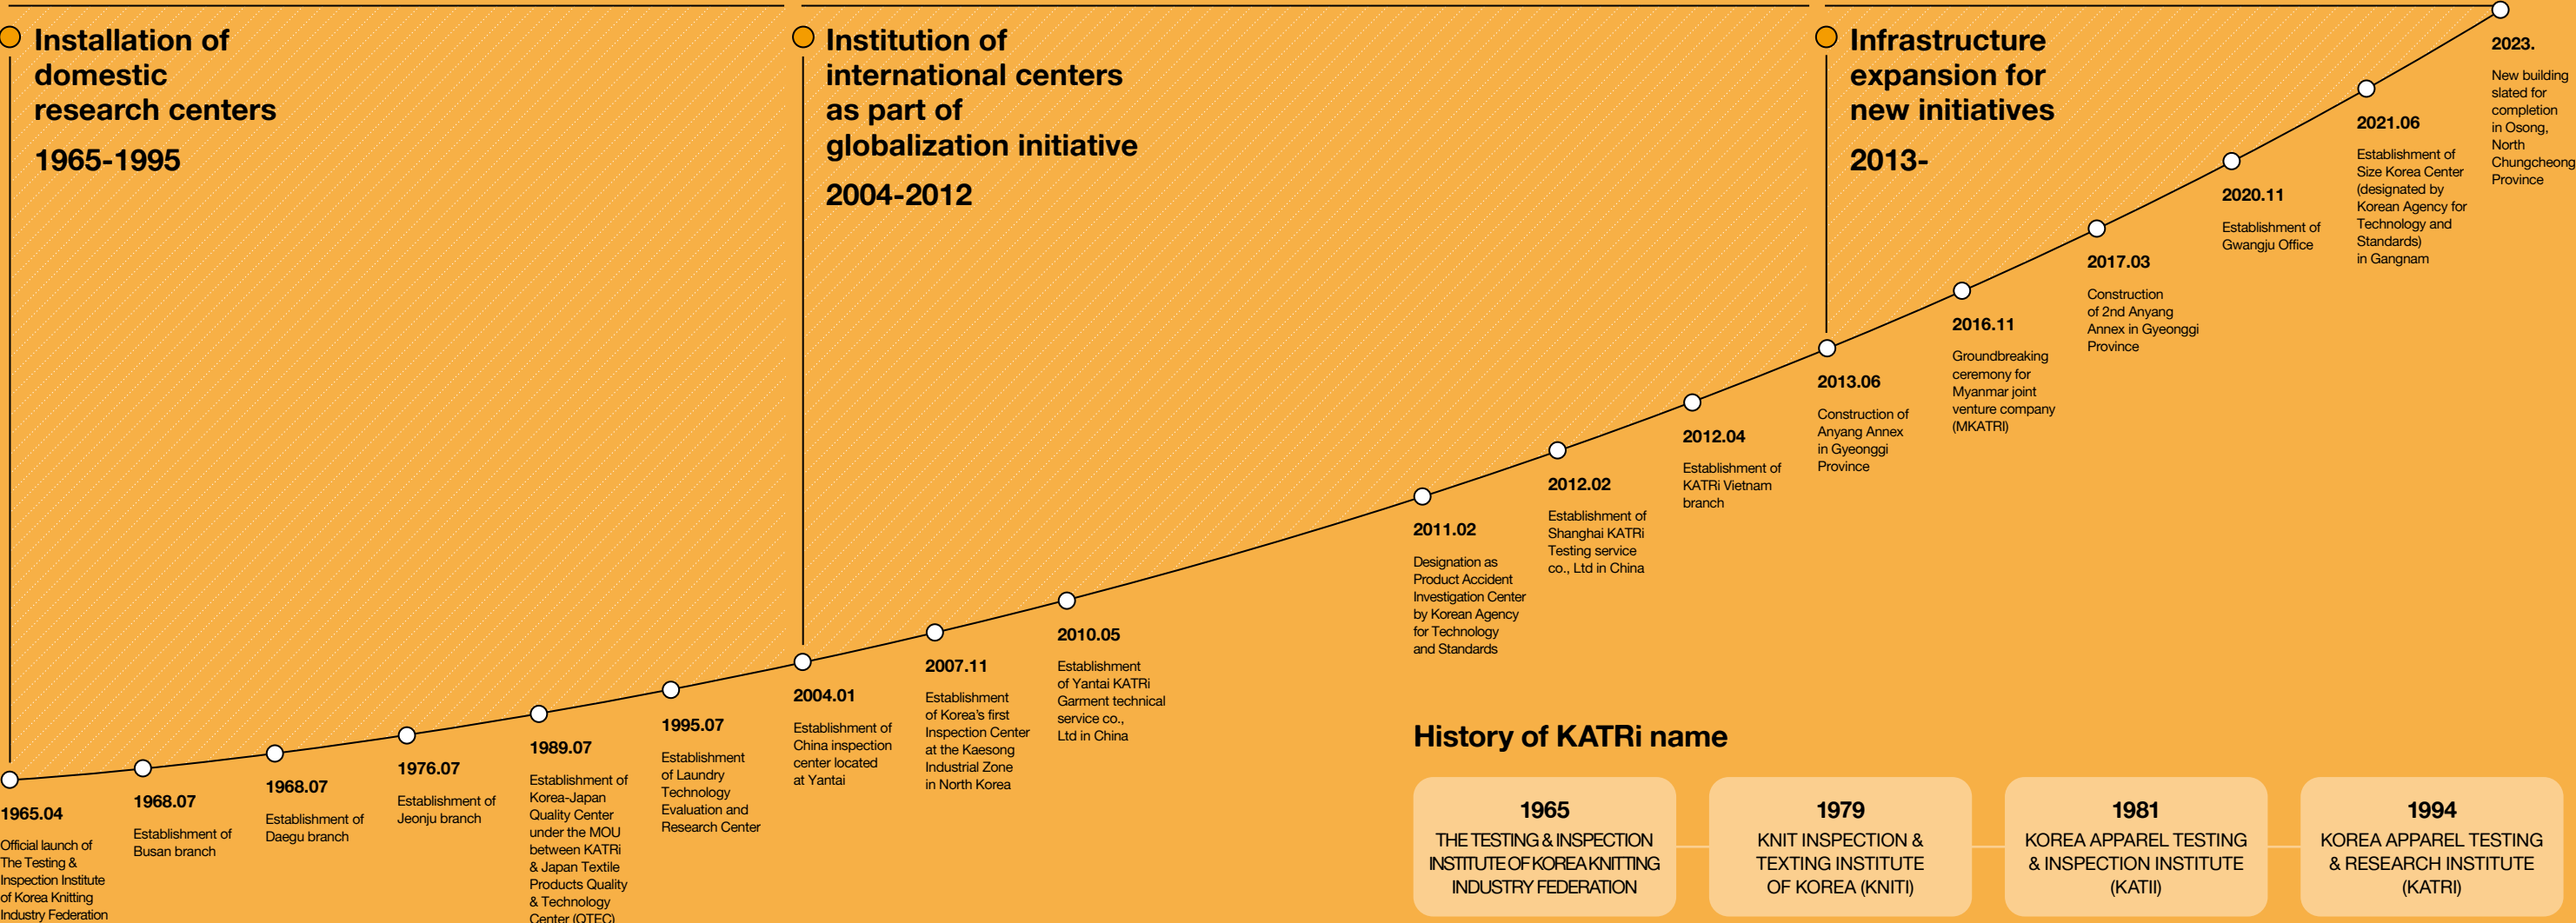 Installation of
domestic
research centers
1965-1995
Institution of
international centers
as part of
globalization initiative
2004-2012
Infrastructure
expansion for
new initiatives
2013-
1965.04
Official launch of
The Testing &
Inspection Institute
of Korea Knitting
Industry Federation
1968.07
Establishment of
Busan branch
1968.07
Establishment of
Daegu branch
1976.07
Establishment of
Jeonju branch
1989.07
Establishment of
Korea-Japan
Quality Center
under the MOU
between KATRi
& Japan Textile
Products Quality
& Technology
Center (QTEC)
1995.07
Establishment
of Laundry
Technology
Evaluation and
Research Center
2004.01
Establishment of
China inspection
center located
at Yantai
2007.11
Establishment
of Korea's first
Inspection Center
at the Kaesong
Industrial Zone
in North Korea
2010.05
Establishment
of Yantai KATRi
Garment technical
service co.,
Ltd in China
2011.02
Designation as
Product Accident
Investigation Center
by Korean Agency
for Technology
and Standards
2012.02
Establishment of
Shanghai KATRi
Testing service
co., Ltd in China
2012.04
Establishment of
KATRi Vietnam
branch
2013.06
Construction of
Anyang Annex
in Gyeonggi
Province
2016.11
Groundbreaking
ceremony for
Myanmar joint
venture company
(MKATRI)
2017.03
Construction
of 2nd Anyang
Annex in Gyeonggi
Province
2020.11
Establishment of
Gwangju Office
2021.06
Establishment of
Size Korea Center
(designated by
Korean Agency for
Technology and
Standards)
in Gangnam
2023.
New building
slated for
completion
in Osong,
North
Chungcheong
Province
History of KATRi name
1965
THE TESTING & INSPECTION
INSTITUTE OF KOREA KNITTING
INDUSTRY FEDERATION
1979
KNIT INSPECTION &
TEXTING INSTITUTE
OF KOREA (KNITI)
1981
KOREA APPAREL TESTING
& INSPECTION INSTITUTE
(KATII)
1994
KOREA APPAREL TESTING
& RESEARCH INSTITUTE
(KATRI)